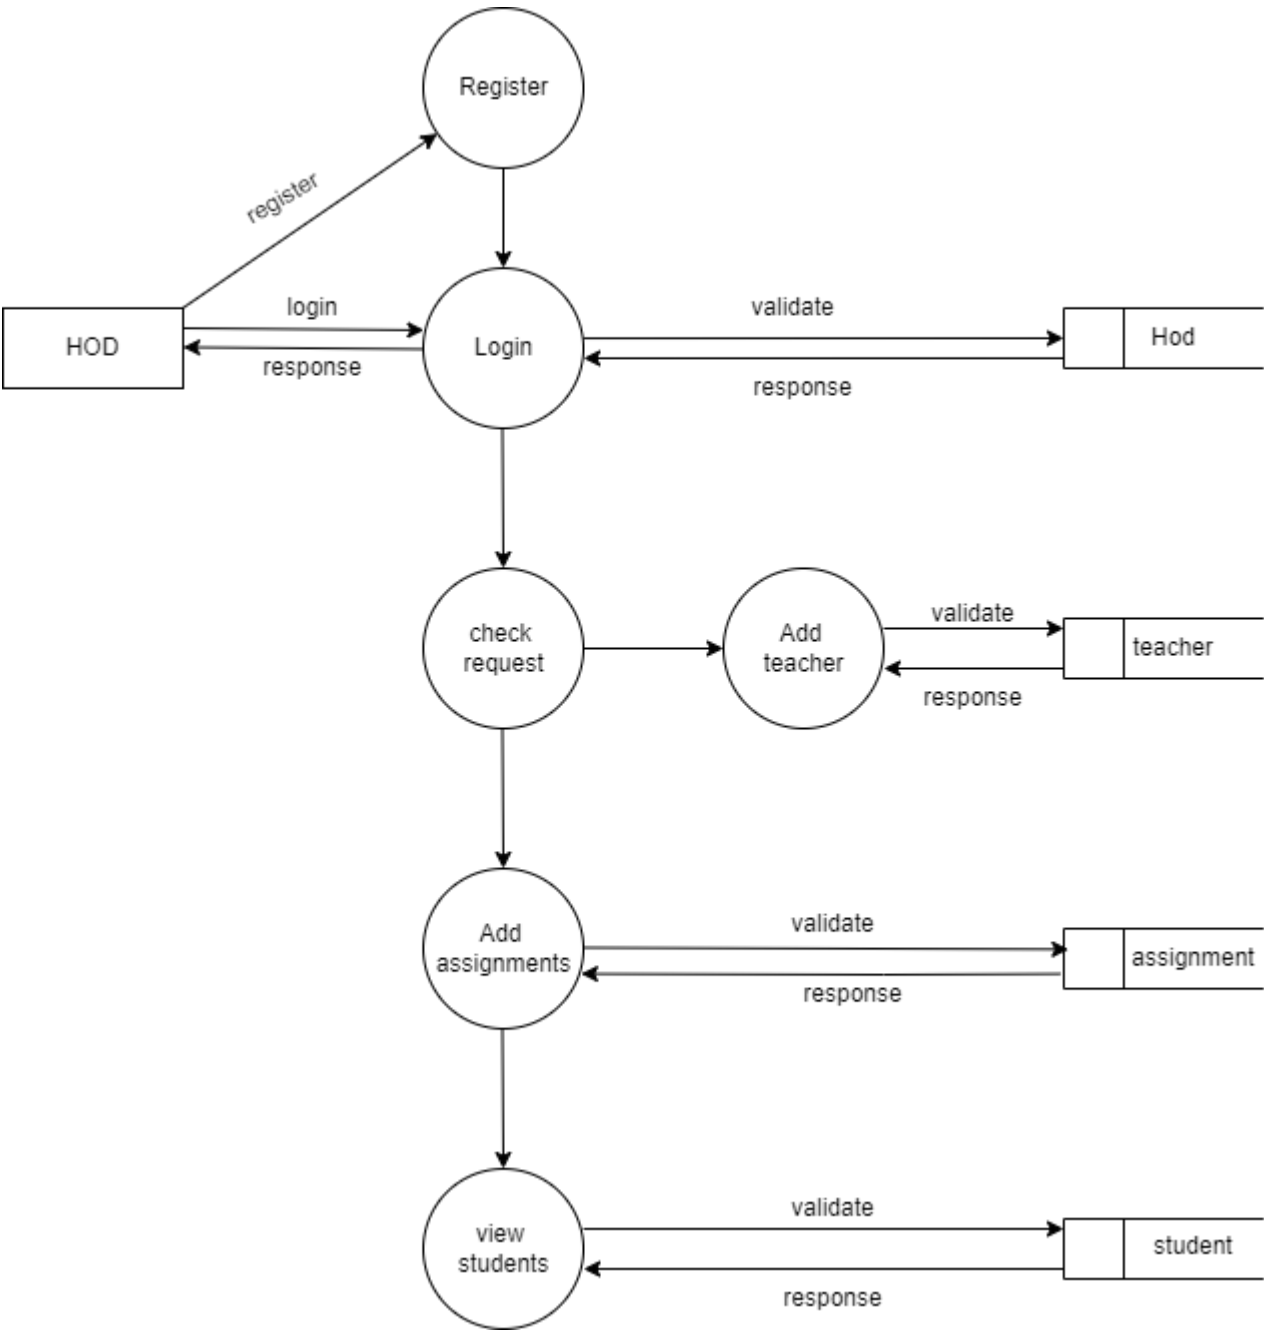 Register
register
login
HOD
Login
response
validate
Hod
response
check
request
Add
teacher
validate
teacher
response
Add
assignments
validate
assignment
response
view
students
validate
student
response